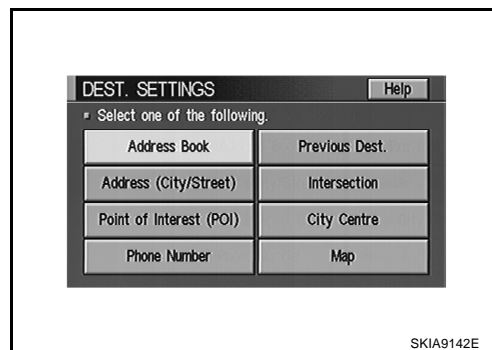 DEST. SETTINGS Help
Select one of the following.
Address Book Previous Dest.
Address (City/Street) Intersection
Point of Interest (POI) City Centre
Phone Number Map
SKIA9142E